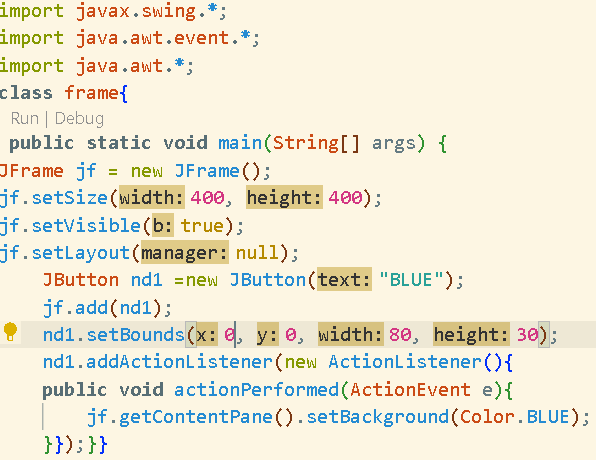 import javax.swing.*;
import java.awt.event.*;
import java.awt.*;
class frame{
Run | Debug
public static void main(String[] args) {
JFrame jf = new JFrame();
jf.setSize(width: 400, height: 400);
jf.setVisible(b: true);
jf.setLayout(manager: null);
JButton nd1 =new JButton(text: "BLUE");
jf.add(nd1);
nd1.setBounds(x: 0, y: 0, width: 80, height: 30);
nd1.addActionListener(new ActionListener(){
public void actionPerformed(ActionEvent e){
jf.getContentPane().setBackground(Color.BLUE);
}});}}